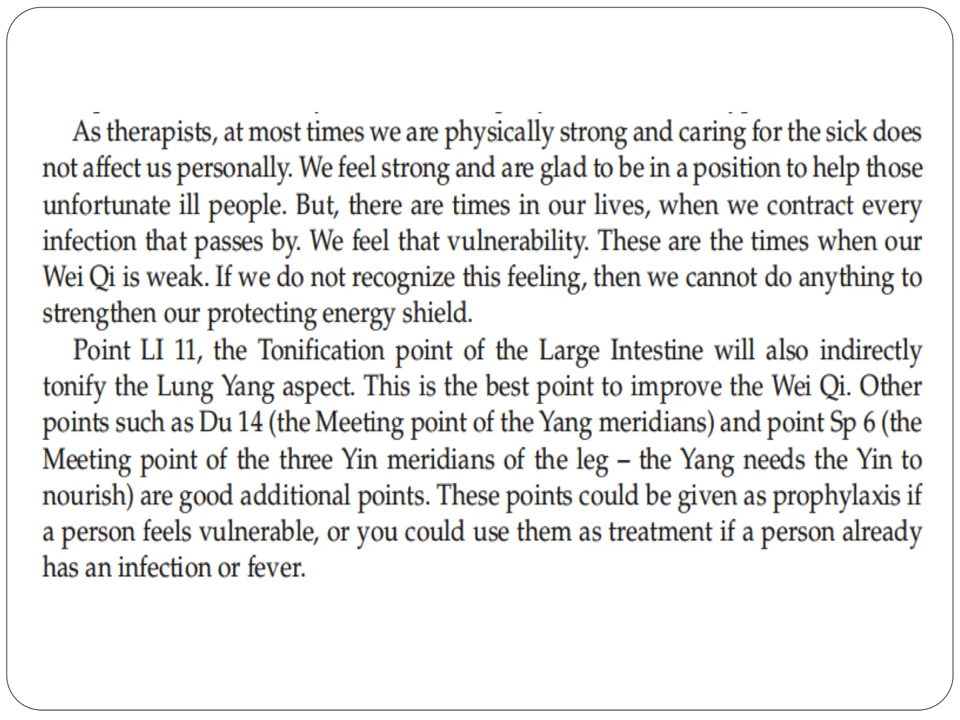 As therapists, at most times we are physically strong and caring for the sick does
not affect us personally. We feel strong and are glad to be in a position to help those
unfortunate ill people. But, there are times in our lives, when we contract every
infection that passes by. We feel that vulnerability. These are the times when our
Wei Qi is weak. If we do not recognize this feeling, then we cannot do anything to
strengthen our protecting energy shield.
Point LI 11, the Tonification point of the Large Intestine will also indirectly
tonify the Lung Yang aspect. This is the best point to improve the Wei Qi. Other
points such as Du 14 (the Meeting point of the Yang meridians) and point Sp 6 (the
Meeting point of the three Yin meridians of the leg – the Yang needs the Yin to
nourish) are good additional points. These points could be given as prophylaxis if
a person feels vulnerable, or you could use them as treatment if a person already
has an infection or fever.